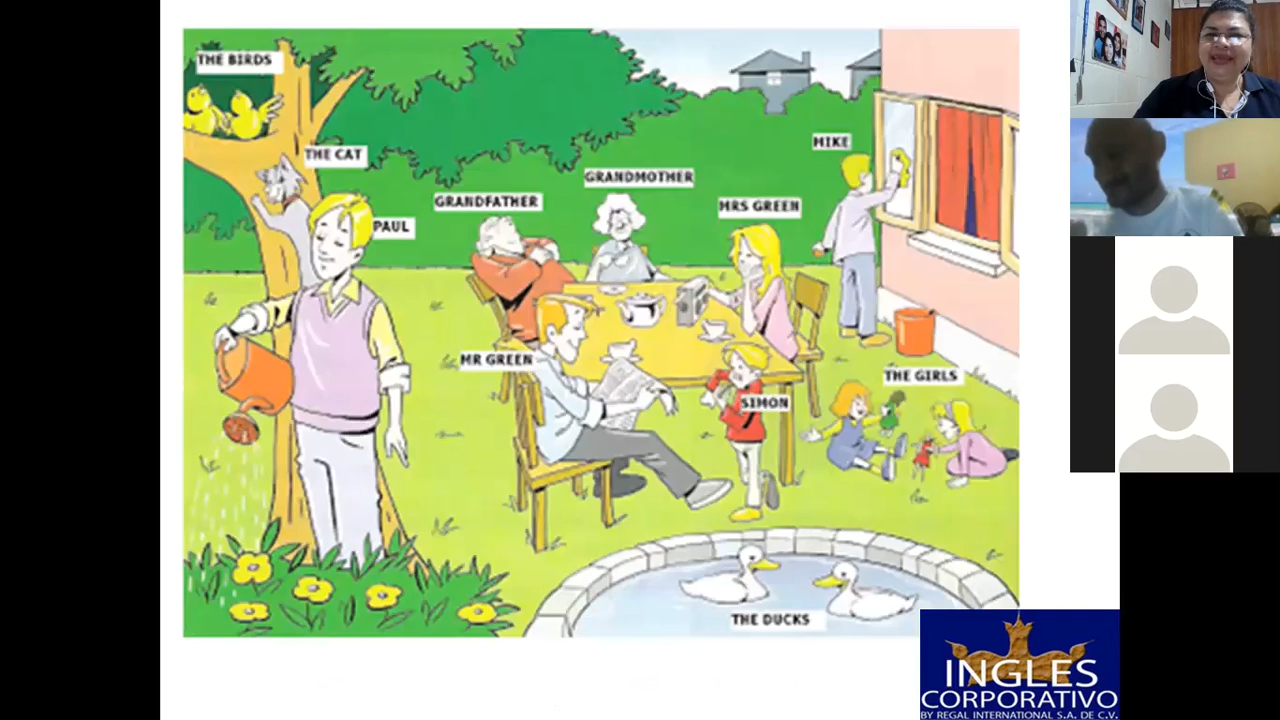 THE BIRDS
THE CAT
PAUL
GRANDFATHER
GRANDMOTHER
MRS GREEN
MIKE
MR GREEN
SIMON
THE GIRLS
THE DUCKS
INGLES
CORPORATIVO
BY REGAL INTERNATIONAL S.A. DE C.V.